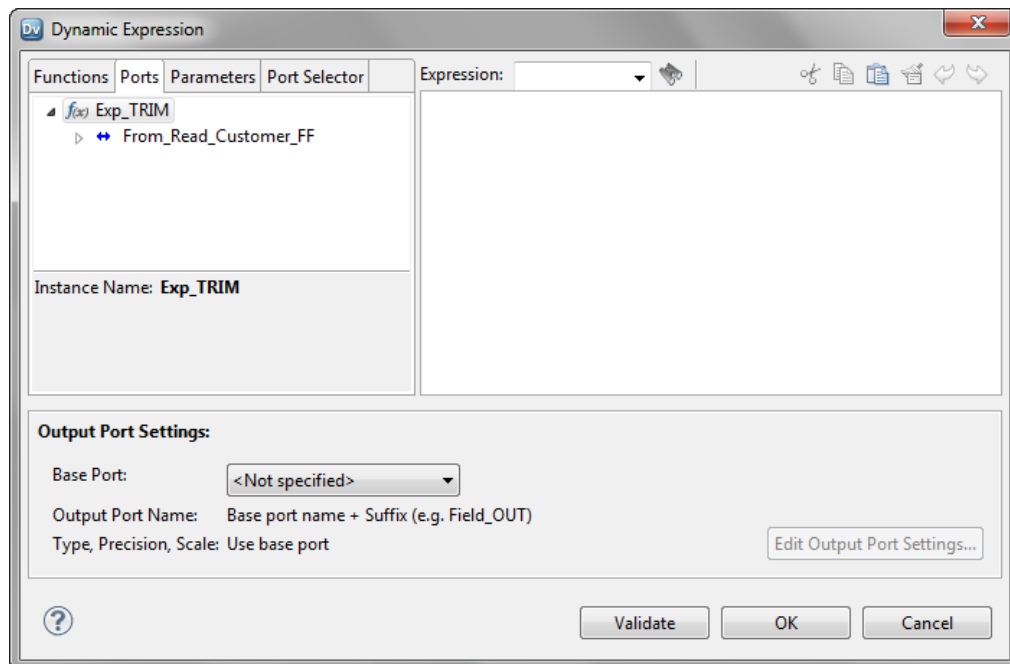 Dv Dynamic Expression
Functions Ports Parameters Port Selector
f(x) Exp_TRIM
From_Read_Customer_FF
Instance Name: Exp_TRIM
Expression:
Output Port Settings:
Base Port: <Not specified>
Output Port Name: Base port name + Suffix (e.g. Field_OUT)
Type, Precision, Scale: Use base port
Edit Output Port Settings...
? Validate OK Cancel